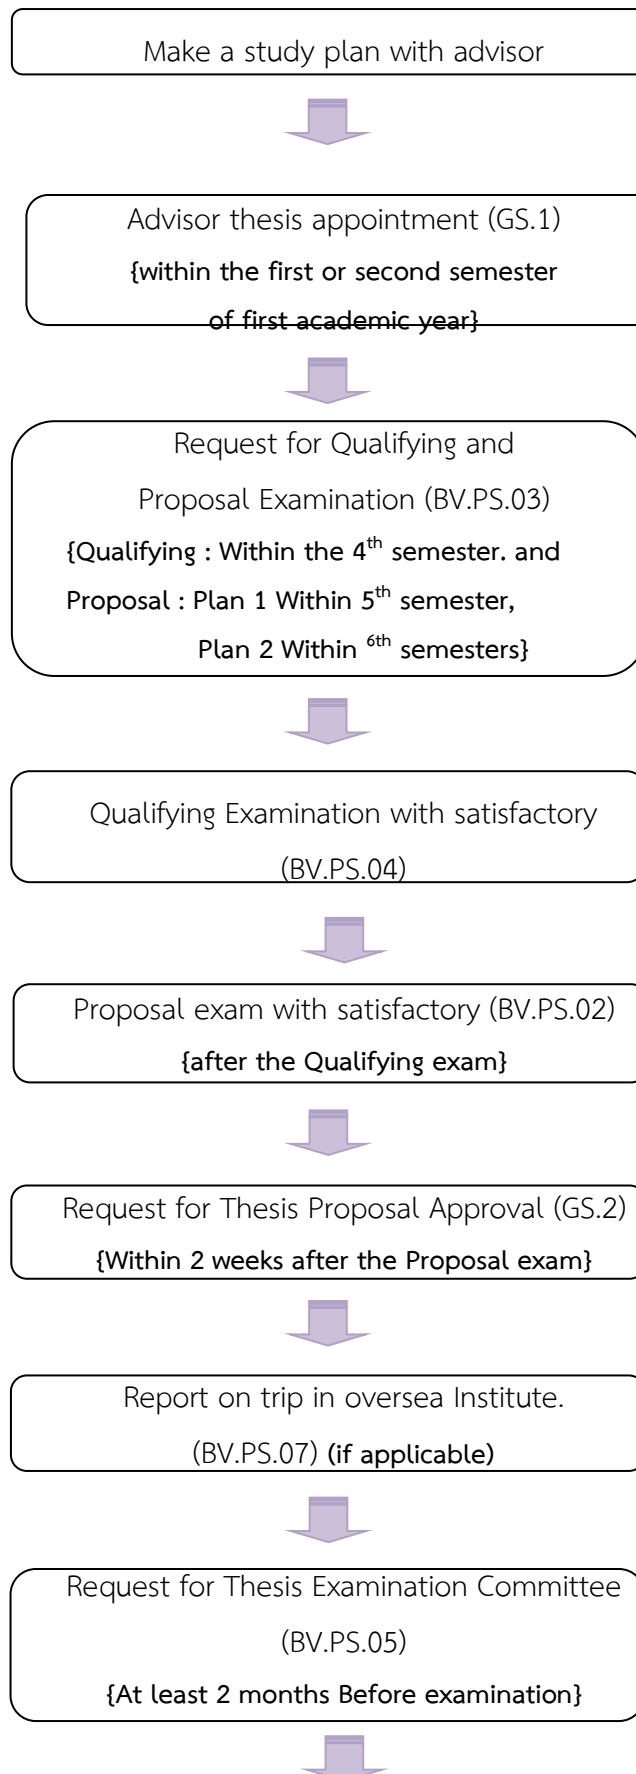 Make a study plan with advisor
Advisor thesis appointment (GS.1)
{within the first or second semester
of first academic year}
Request for Qualifying and
Proposal Examination (BV.PS.03)
{Qualifying : Within the 4th semester. and
Proposal : Plan 1 Within 5th semester,
Plan 2 Within 6th semesters}
Qualifying Examination with satisfactory
(BV.PS.04)
Proposal exam with satisfactory (BV.PS.02)
{after the Qualifying exam}
Request for Thesis Proposal Approval (GS.2)
{Within 2 weeks after the Proposal exam}
Report on trip in oversea Institute.
(BV.PS.07) (if applicable)
Request for Thesis Examination Committee
(BV.PS.05)
{At least 2 months Before examination}